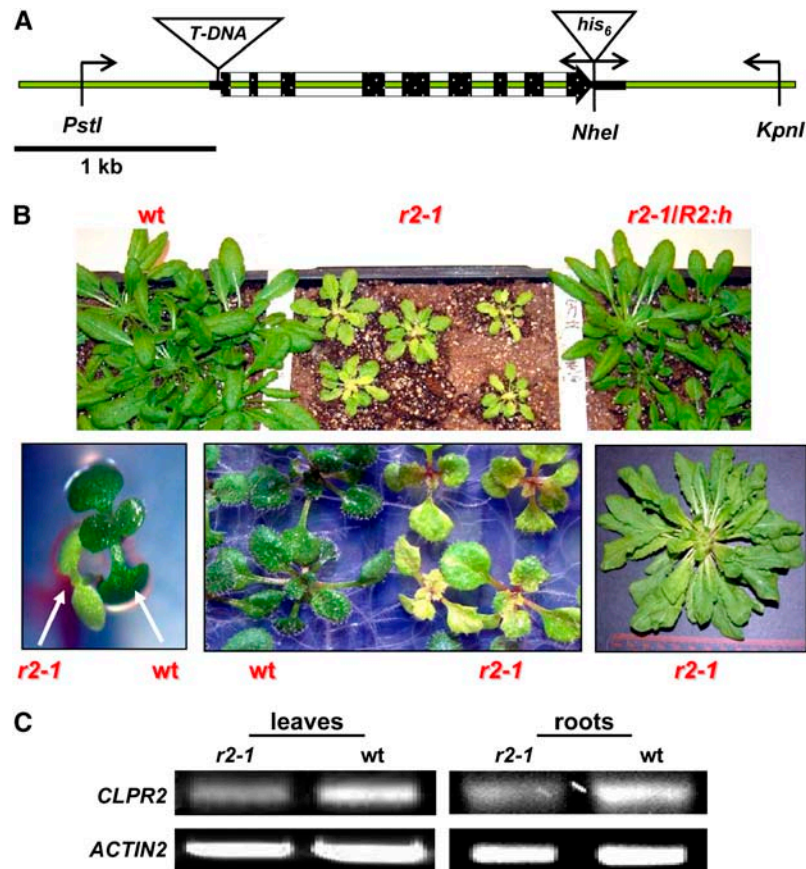 A
T-DNA
his6
PstI
NheI
KpnI
1 kb
B
wt
r2-1
r2-1/R2:h
r2-1
wt
wt
r2-1
r2-1
C
leaves
roots
r2-1
wt
r2-1
wt
CLPR2
ACTIN2